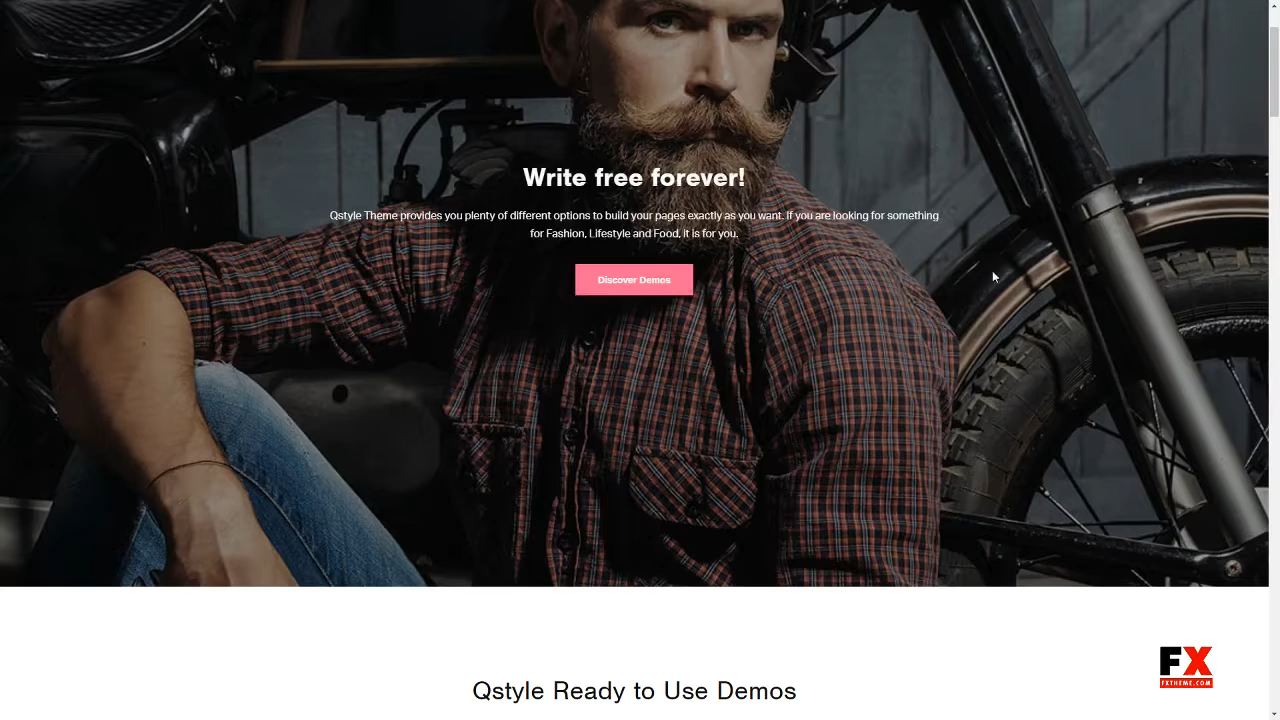 Write free forever!
Qstyle Theme provides you plenty of different options to build your pages exactly as you want. If you are looking for something
for Fashion, Lifestyle and Food, it is for you.
Discover Demos
Qstyle Ready to Use Demos
FX
FXTHEME.COM